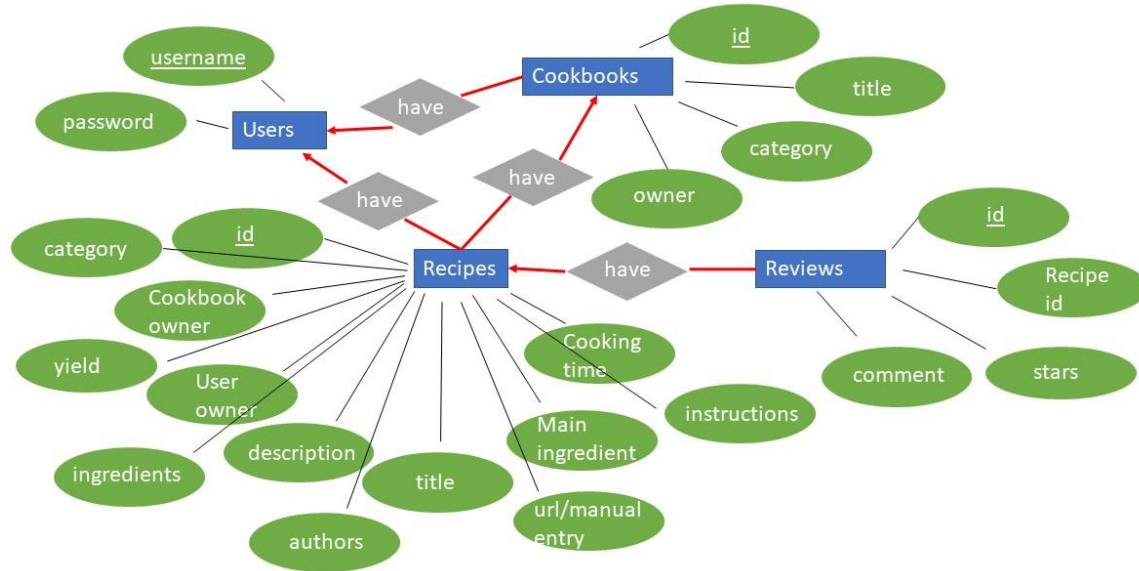 id
username
Cookbooks
title
have
password
Users
category
have
have
owner
id
category
id
Recipes
have
Reviews
Recipe
id
Cookbook
owner
Cooking
time
yield
User
owner
comment
stars
instructions
description
Main
ingredient
ingredients
title
url/manual
entry
authors